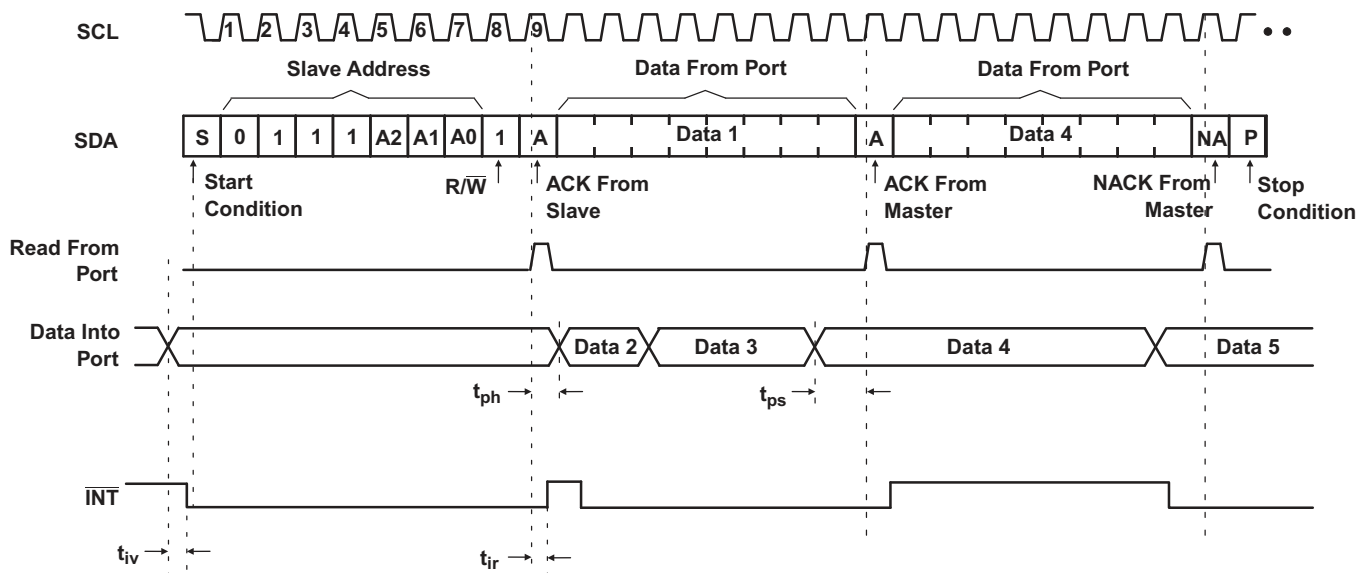 SCL 1 2 3 4 5 6 7 8 9
Slave Address Data From Port Data From Port
SDA S 0 1 1 1 A2 A1 A0 1 A Data 1 A Data 4 NA P
Start Condition
R/W̅
ACK From Slave
ACK From Master
NACK From Master
Stop Condition
Read From Port
Data Into Port
Data 2 Data 3 Data 4 Data 5
tph tps
I̅N̅T̅
tiv tir